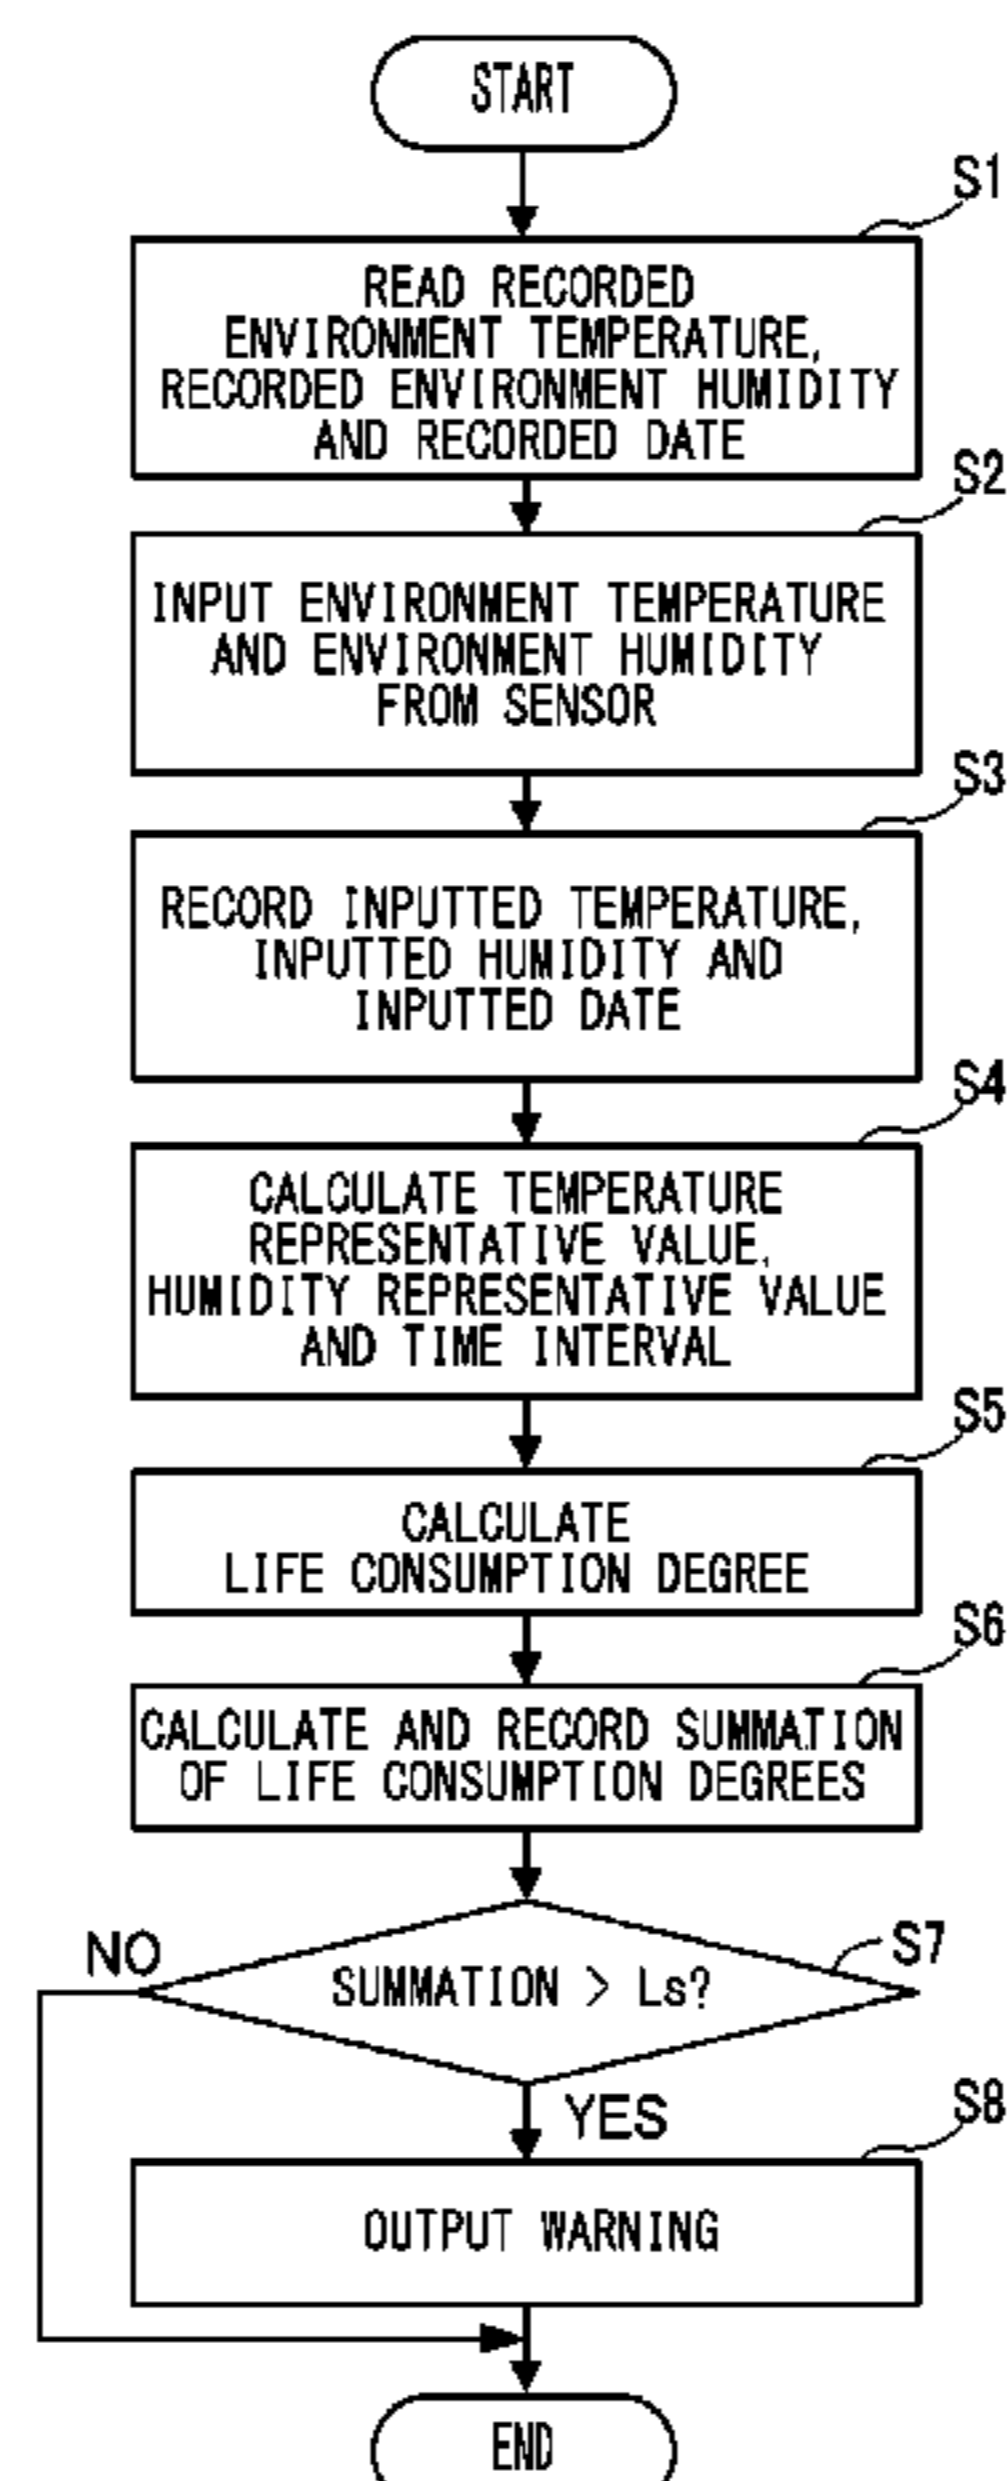 START
S1
READ RECORDED
ENVIRONMENT TEMPERATURE,
RECORDED ENVIRONMENT HUMIDITY
AND RECORDED DATE
S2
INPUT ENVIRONMENT TEMPERATURE
AND ENVIRONMENT HUMIDITY
FROM SENSOR
S3
RECORD INPUTTED TEMPERATURE,
INPUTTED HUMIDITY AND
INPUTTED DATE
S4
CALCULATE TEMPERATURE
REPRESENTATIVE VALUE,
HUMIDITY REPRESENTATIVE VALUE
AND TIME INTERVAL
S5
CALCULATE
LIFE CONSUMPTION DEGREE
S6
CALCULATE AND RECORD SUMMATION
OF LIFE CONSUMPTION DEGREES
NO
S7
SUMMATION > Ls?
YES
S8
OUTPUT WARNING
END